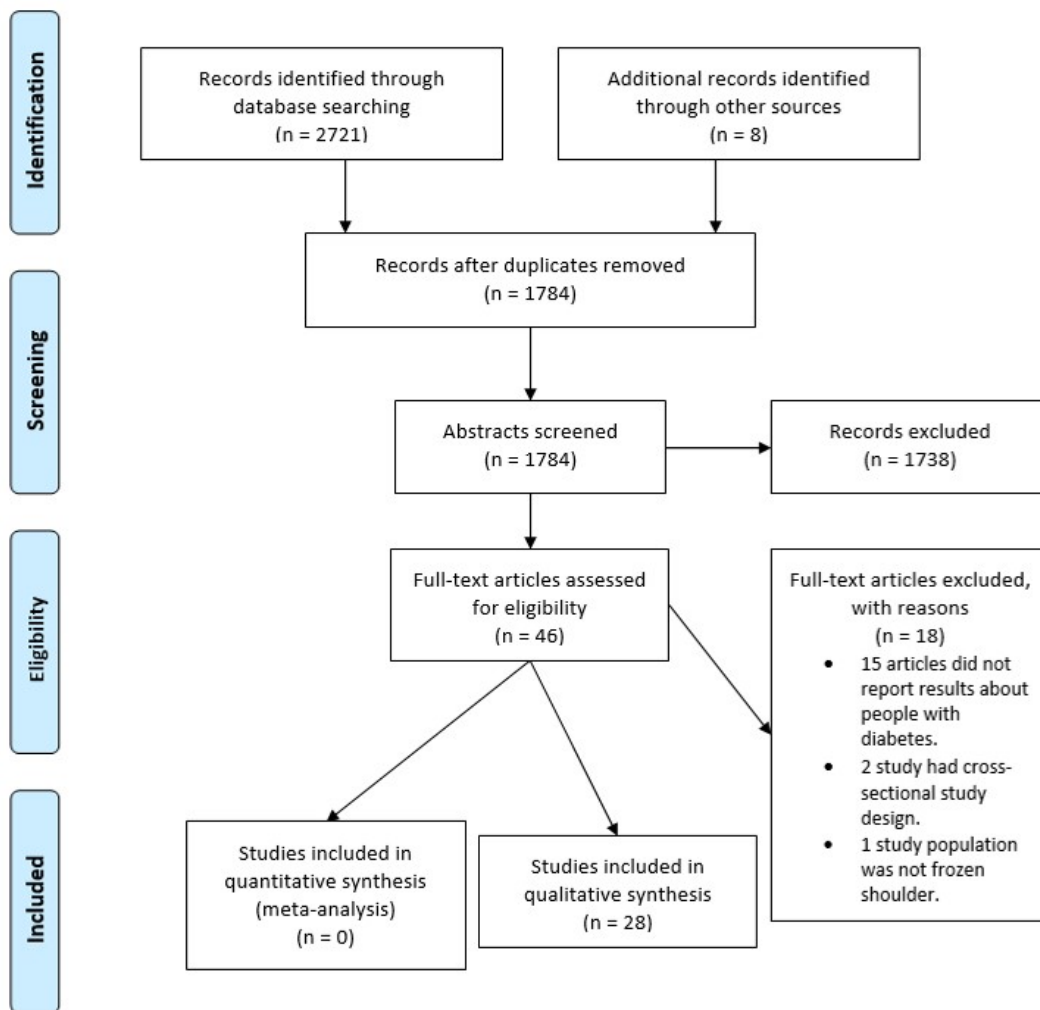 Identification
Records identified through
database searching
(n = 2721)
Additional records identified
through other sources
(n = 8)
Records after duplicates removed
(n = 1784)
Screening
Abstracts screened
(n = 1784)
Records excluded
(n = 1738)
Eligibility
Full-text articles assessed
for eligibility
(n = 46)
Full-text articles excluded,
with reasons
(n = 18)
• 15 articles did not
report results about
people with
diabetes.
• 2 study had cross-
sectional study
design.
• 1 study population
was not frozen
shoulder.
Included
Studies included in
quantitative synthesis
(meta-analysis)
(n = 0)
Studies included in
qualitative synthesis
(n = 28)